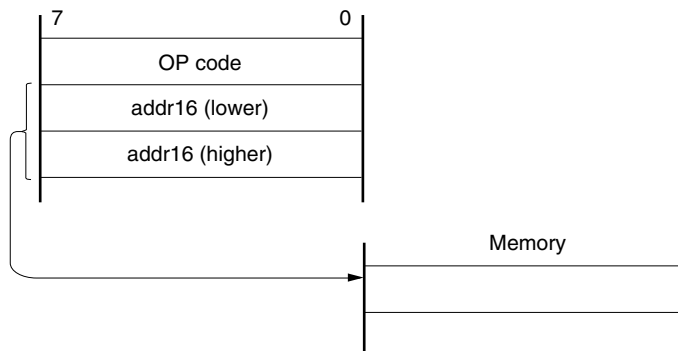 7 0
OP code
addr16 (lower)
addr16 (higher)
Memory